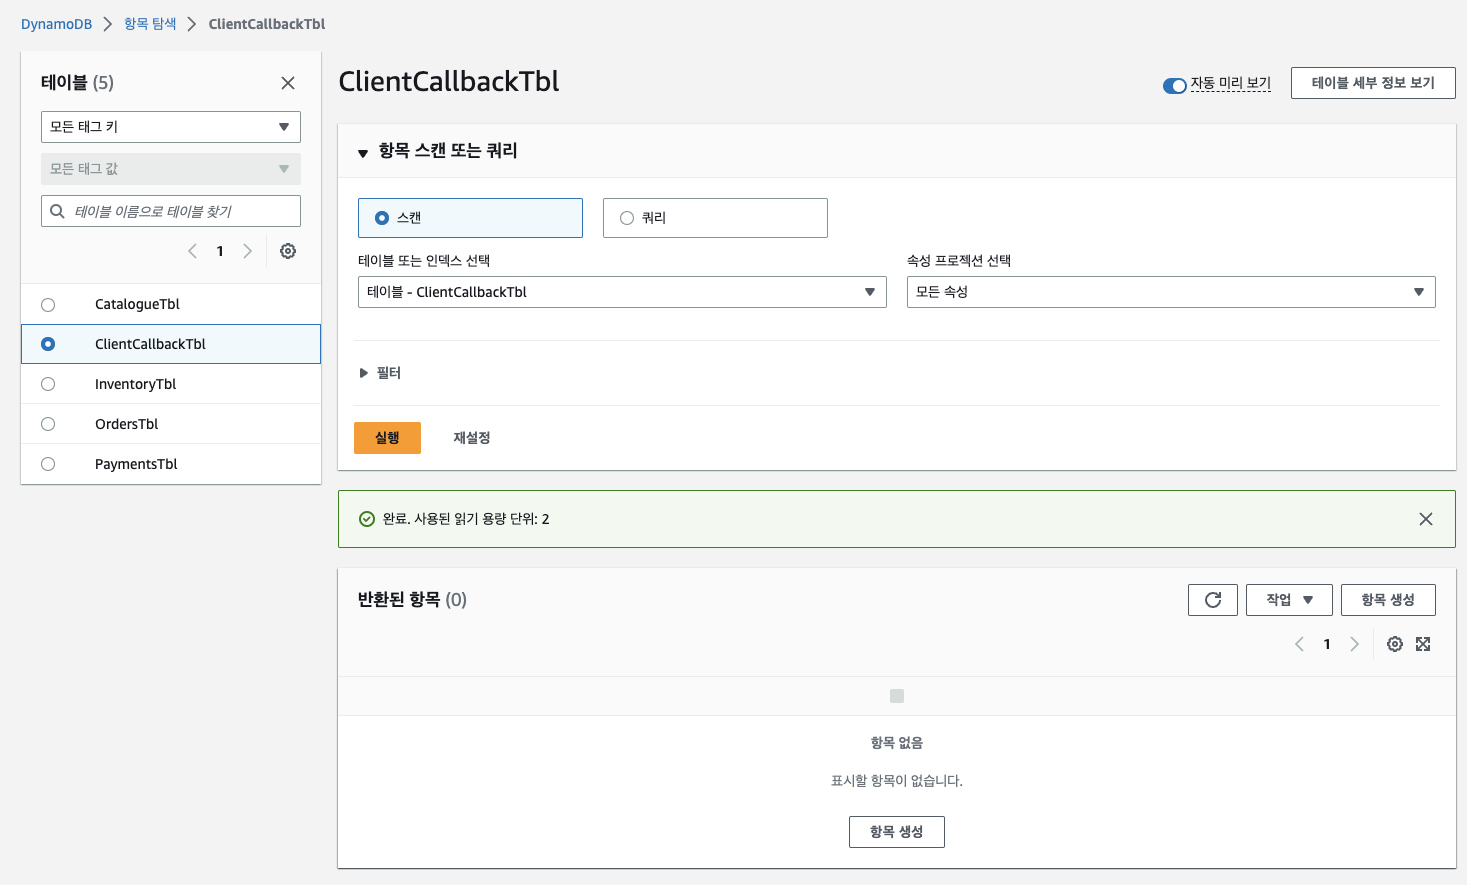 DynamoDB > 항목 탐색 > ClientCallbackTbl
테이블 (5)
모든 태그 키
모든 태그 값
테이블 이름으로 테이블 찾기
1
CatalogueTbl
ClientCallbackTbl
InventoryTbl
OrdersTbl
PaymentsTbl
ClientCallbackTbl
자동 미리 보기
테이블 세부 정보 보기
항목 스캔 또는 쿼리
스캔
쿼리
테이블 또는 인덱스 선택
테이블 - ClientCallbackTbl
속성 프로젝션 선택
모든 속성
필터
실행
재설정
완료. 사용된 읽기 용량 단위: 2
반환된 항목 (0)
작업
항목 생성
1
항목 없음
표시할 항목이 없습니다.
항목 생성